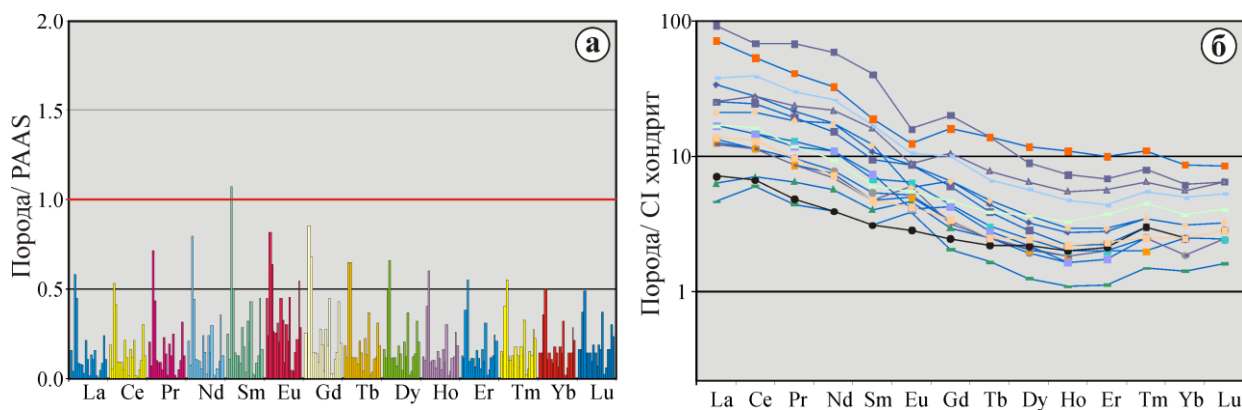 Порода/ PAAS
2.0
1.5
1.0
0.5
0.0
а
La Ce Pr Nd Sm Eu Gd Tb Dy Ho Er Tm Yb Lu
Порода/ CI хондрит
100
10
1
б
La Ce Pr Nd Sm Eu Gd Tb Dy Ho Er Tm Yb Lu